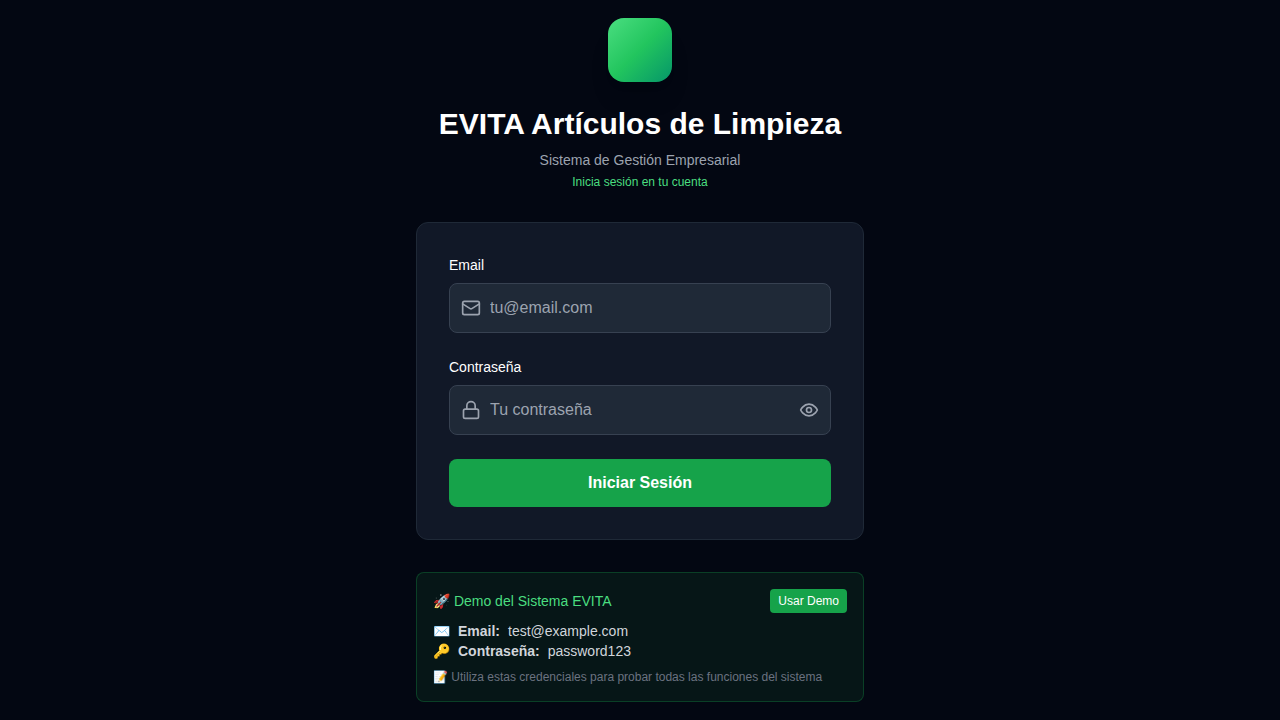 EVITA Artículos de Limpieza
Sistema de Gestión Empresarial
Inicia sesión en tu cuenta
Email
tu@email.com
Contraseña
Tu contraseña
Iniciar Sesión
🚀 Demo del Sistema EVITA
Usar Demo
✉️ Email: test@example.com
🔑 Contraseña: password123
📝 Utiliza estas credenciales para probar todas las funciones del sistema